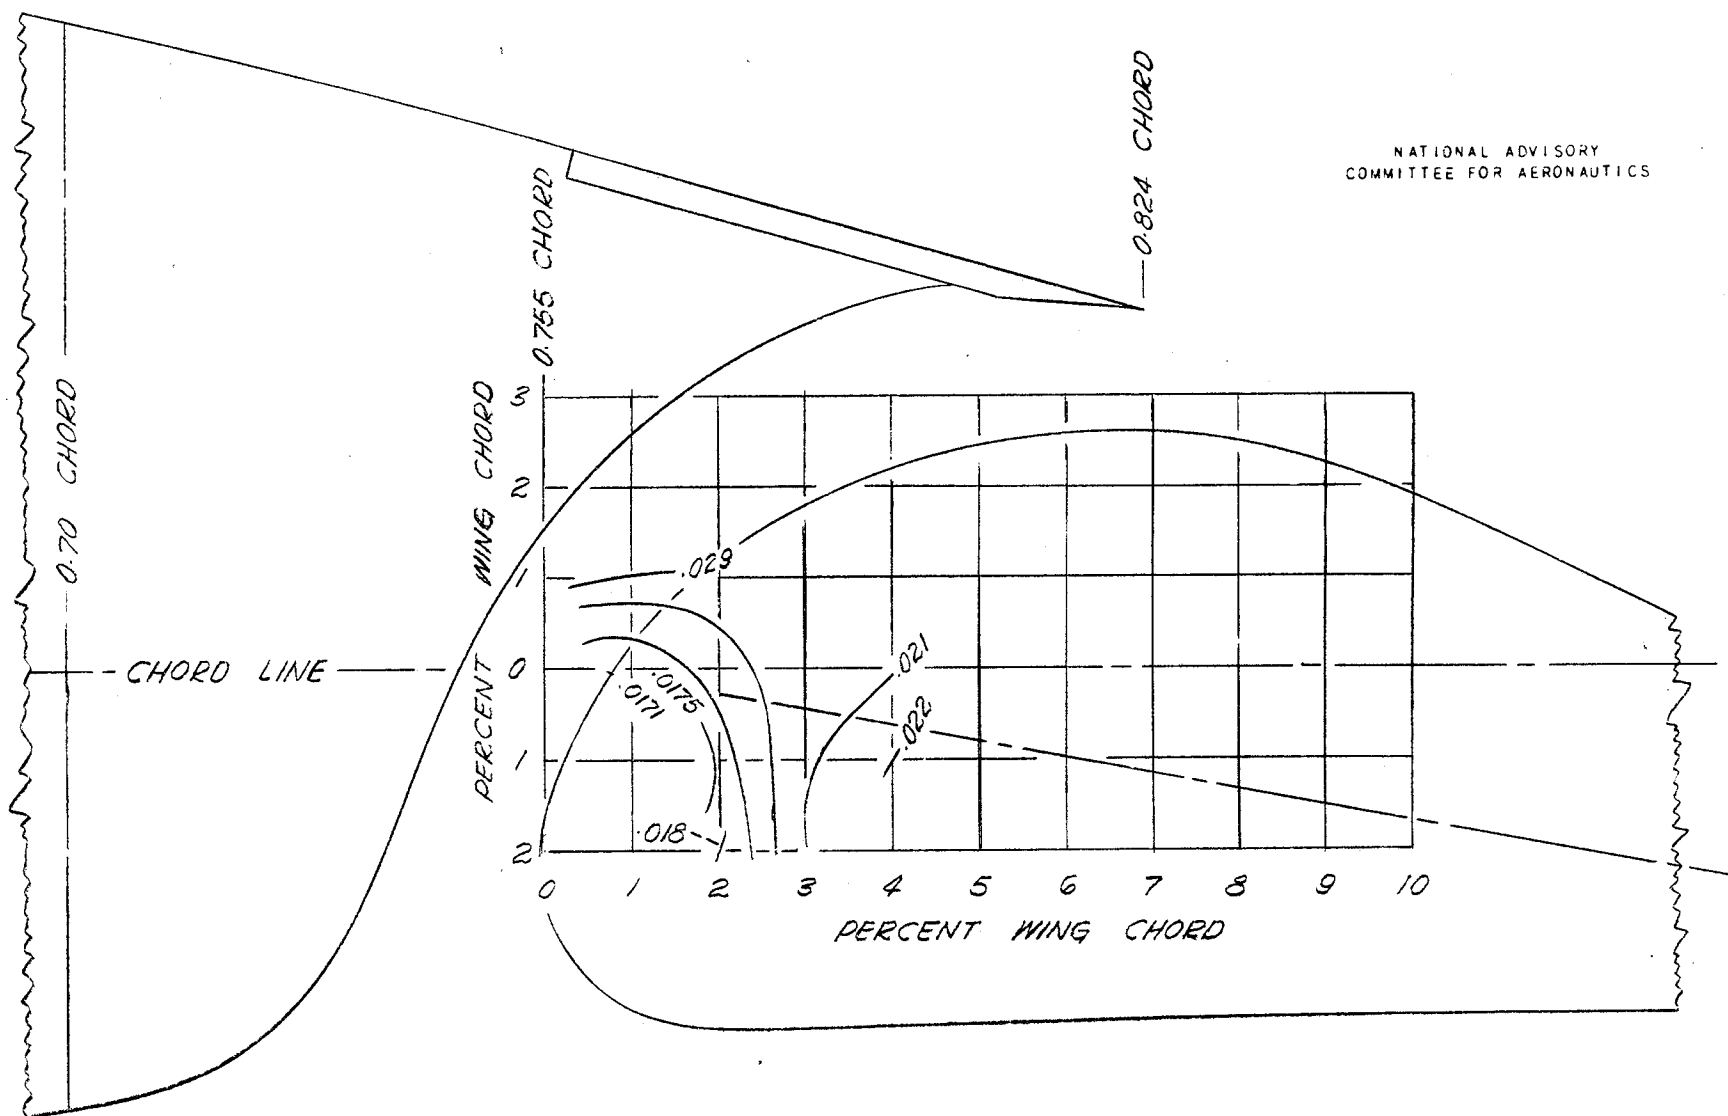 NATIONAL ADVISORY
COMMITTEE FOR AERONAUTICS
0.70 CHORD
0.755 CHORD
0.824 CHORD
CHORD LINE
PERCENT WING CHORD
3
2
1
0
1
2
.029
.0175
.0171
.018
.021
.022
0 1 2 3 4 5 6 7 8 9 10
PERCENT WING CHORD